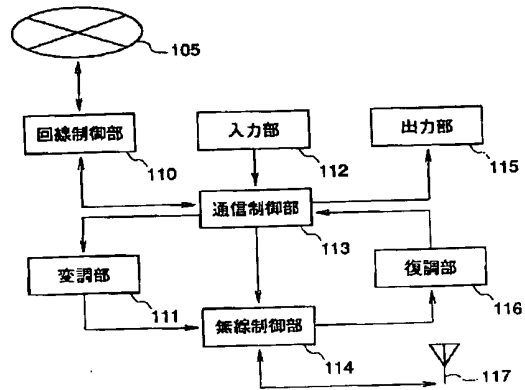 105
回線制御部
110
入力部
112
出力部
115
通信制御部
113
変調部
111
復調部
116
無線制御部
114
117